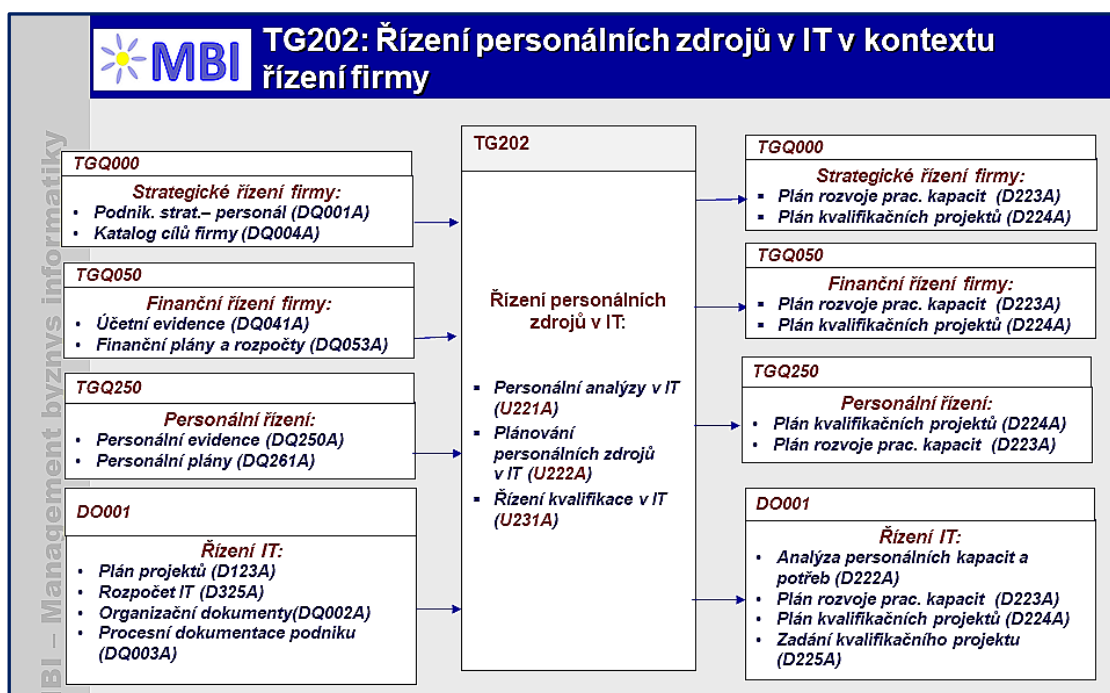 MBI
TG202: Řízení personálních zdrojů v IT v kontextu
řízení firmy
MBI – Management byznys informatiky
TGQ000
Strategické řízení firmy:
• Podnik. strat.– personál (DQ001A)
• Katalog cílů firmy (DQ004A)
TGQ050
Finanční řízení firmy:
• Účetní evidence (DQ041A)
• Finanční plány a rozpočty (DQ053A)
TGQ250
Personální řízení:
• Personální evidence (DQ250A)
• Personální plány (DQ261A)
DO001
Řízení IT:
• Plán projektů (D123A)
• Rozpočet IT (D325A)
• Organizační dokumenty(DQ002A)
• Procesní dokumentace podniku
(DQ003A)
TG202
Řízení personálních
zdrojů v IT:
▪ Personální analýzy v IT
(U221A)
▪ Plánování
personálních zdrojů
v IT (U222A)
▪ Řízení kvalifikace v IT
(U231A)
TGQ000
Strategické řízení firmy:
▪ Plán rozvoje prac. kapacit (D223A)
▪ Plán kvalifikačních projektů (D224A)
TGQ050
Finanční řízení firmy:
▪ Plán rozvoje prac. kapacit (D223A)
▪ Plán kvalifikačních projektů (D224A)
TGQ250
Personální řízení:
• Plán kvalifikačních projektů (D224A)
• Plán rozvoje prac. kapacit (D223A)
DO001
Řízení IT:
• Analýza personálních kapacit a
potřeb (D222A)
• Plán rozvoje prac. kapacit (D223A)
• Plán kvalifikačních projektů (D224A)
• Zadání kvalifikačního projektu
(D225A)